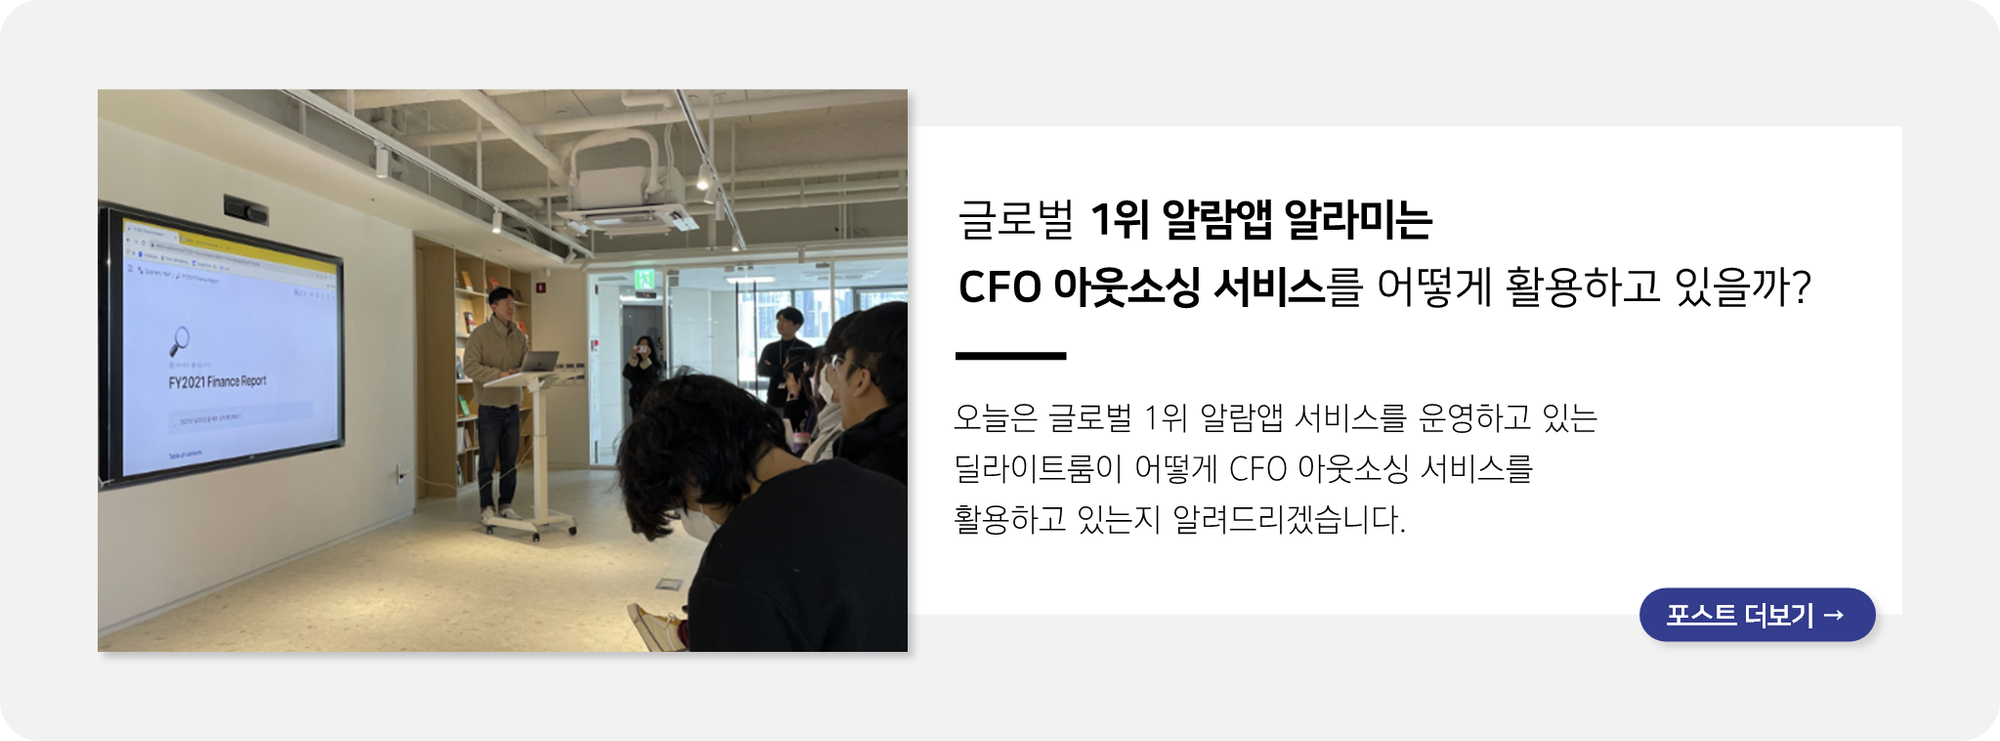 FY2021 Finance Report
Table of contents
글로벌 1위 알람앱 알라미는
CFO 아웃소싱 서비스를 어떻게 활용하고 있을까?
오늘은 글로벌 1위 알람앱 서비스를 운영하고 있는
딜라이트룸이 어떻게 CFO 아웃소싱 서비스를
활용하고 있는지 알려드리겠습니다.
포스트 더보기 →